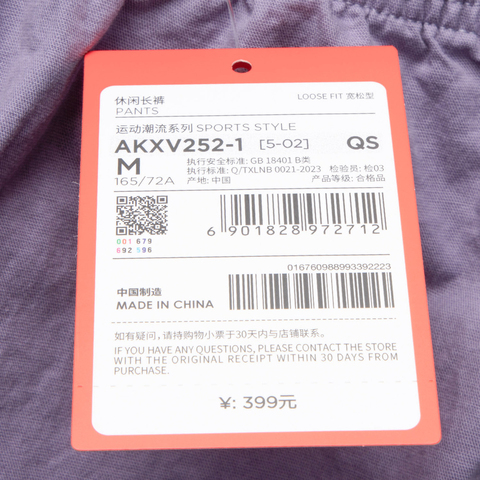 休闲长裤
PANTS
LOOSE FIT 宽松型
运动潮流系列 SPORTS STYLE
AKXV252-1 [5-02] QS
M
165/72A
执行安全标准: GB 18401 B类
执行标准: Q/TXLNB 0021-2023 检验员: 检03
产地: 中国 产品等级: 合格品
001 679
692 596
6 901828 972712
016760988993392223
中国制造
MADE IN CHINA
如有疑问，请持购物小票于30天内与店铺联系。
IF YOU HAVE ANY QUESTIONS, PLEASE CONTACT THE STORE
WITH THE ORIGINAL RECEIPT WITHIN 30 DAYS FROM
PURCHASE.
¥: 399元